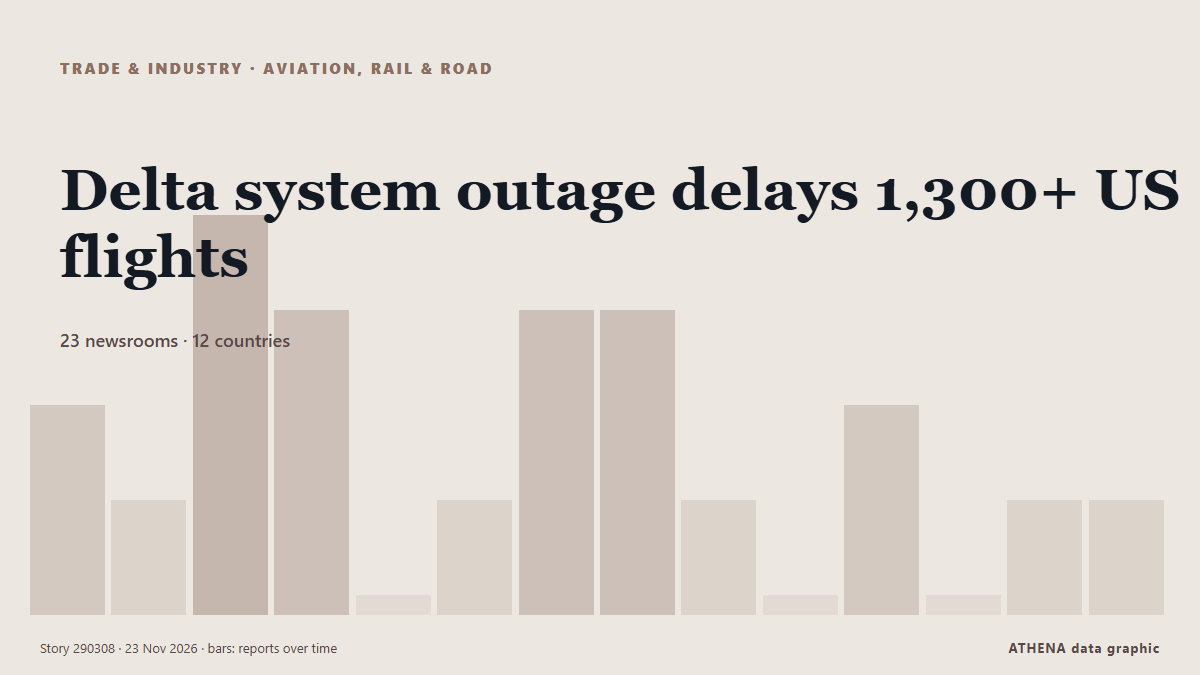 TRADE & INDUSTRY · AVIATION, RAIL & ROAD
Delta system outage delays 1,300+ US
flights
23 newsrooms · 12 countries
Story 290308 · 23 Nov 2026 · bars: reports over time
ATHENA data graphic